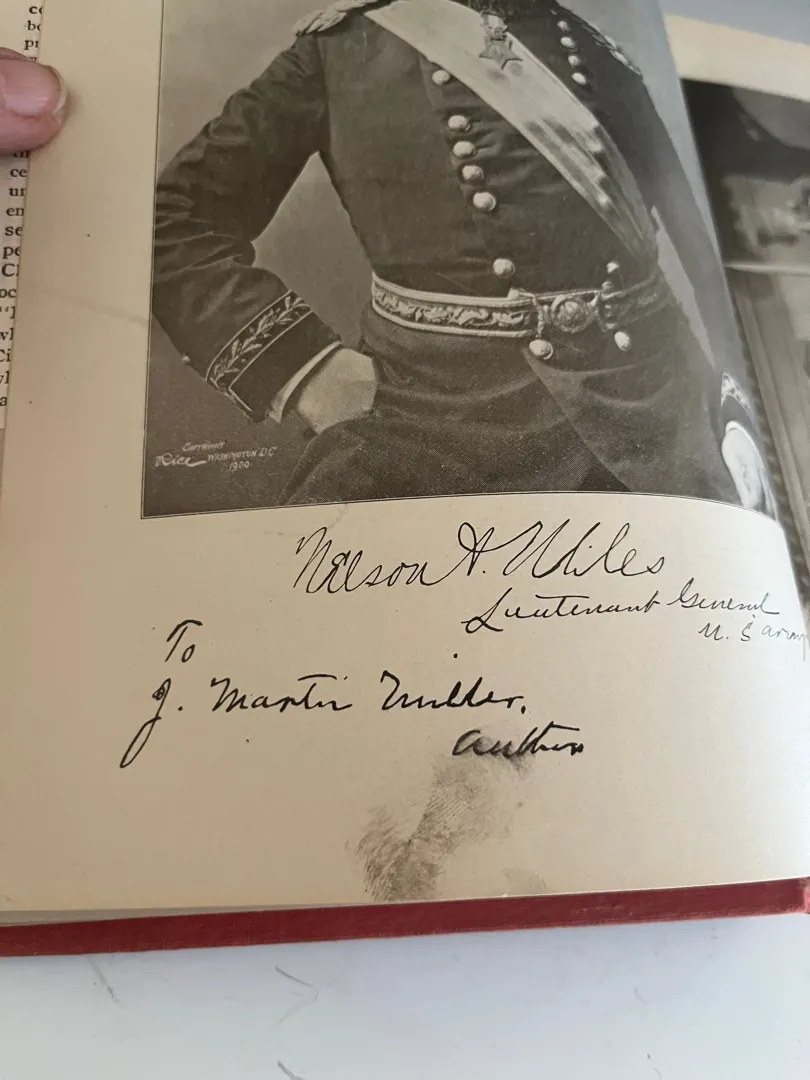 Copyright
Rice WASHINGTON D.C
1900.
Nelson A. Miles
Lieutenant General
U. S army
To
J. Martin Miller,
Author